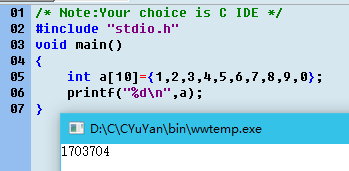 01 /* Note:Your choice is C IDE */
02 #include "stdio.h"
03 void main()
04 {
05 int a[10]={1,2,3,4,5,6,7,8,9,0};
06 printf("%d\n",a);
07 }
D:\C\CYuYan\bin\wwtemp.exe
1703704